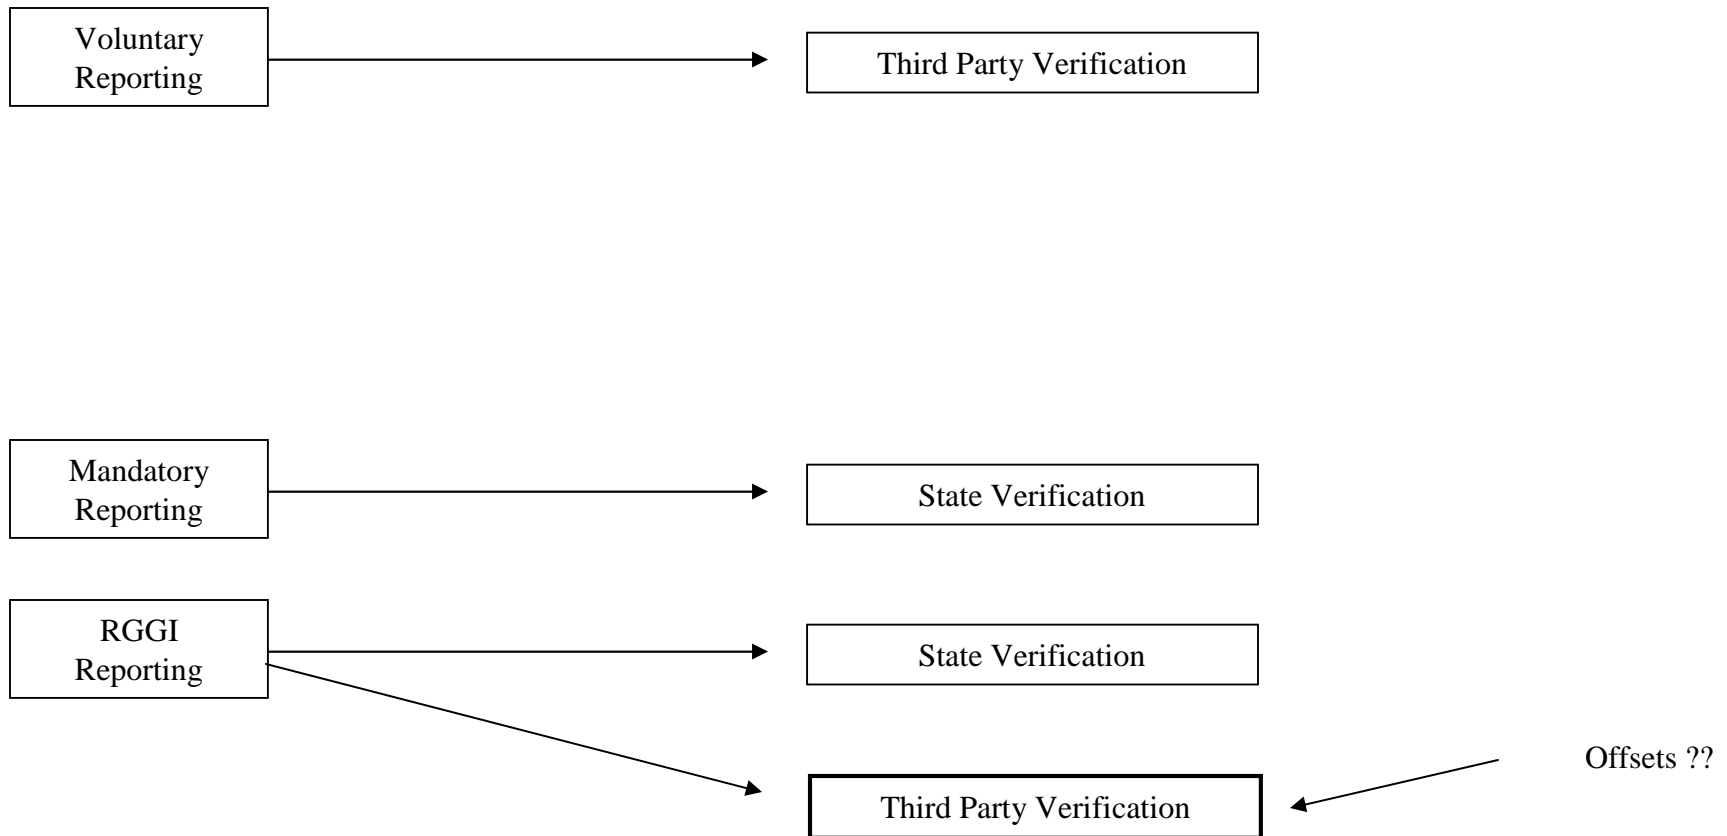 Voluntary
Reporting
Third Party Verification
Mandatory
Reporting
State Verification
RGGI
Reporting
State Verification
Offsets ??
Third Party Verification